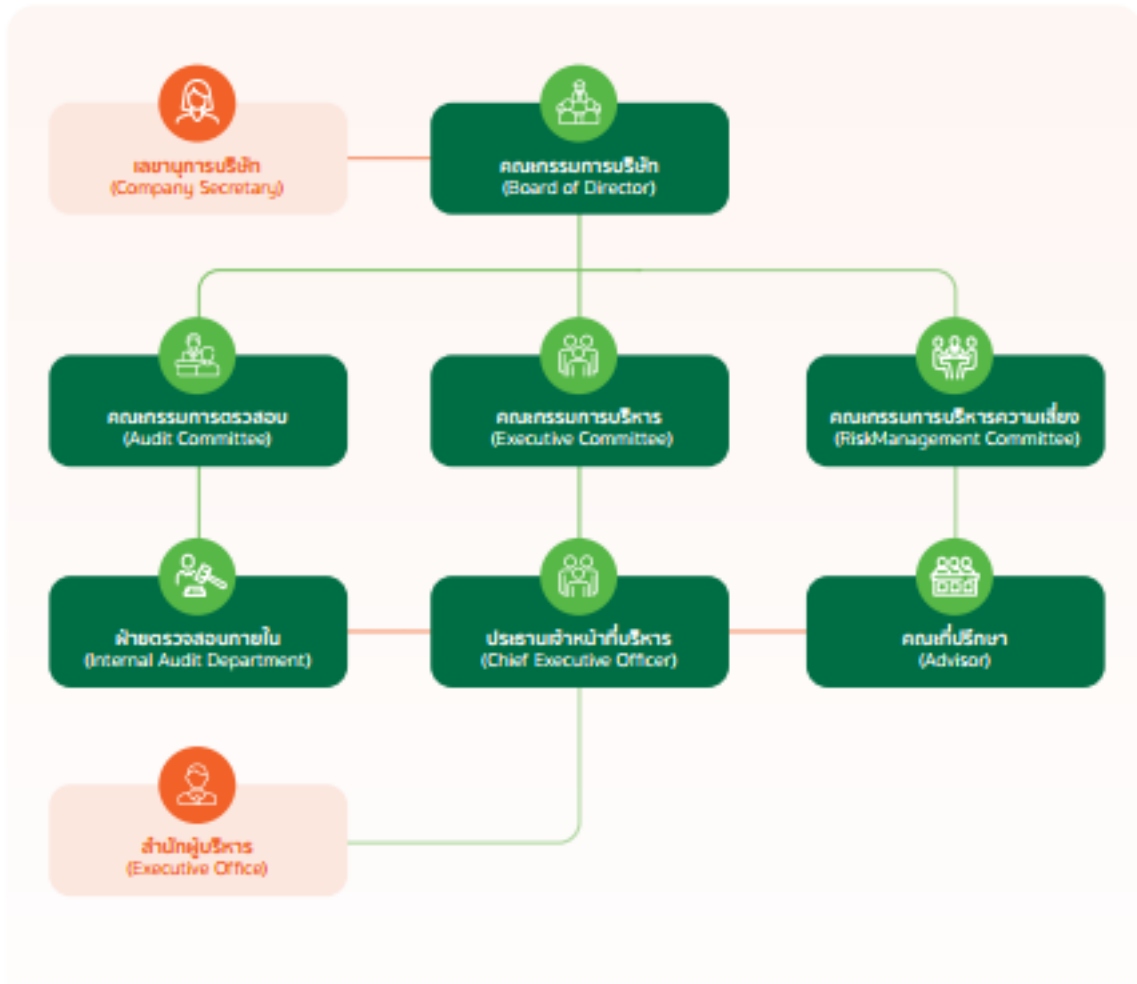 เลขานุการบริษัท
(Company Secretary)
คณะกรรมการบริษัท
(Board of Director)
คณะกรรมการตรวสอบ
(Audit Committee)
คณะกรรมการบริหาร
(Executive Committee)
คณะกรรมการบริหารความเสี่ยง
(RiskManagement Committee)
ฝ่ายตรวจสอบภายใน
(Internal Audit Department)
ประธานเจ้าหน้าที่บริหาร
(Chief Executive Officer)
คณะที่ปรึกษา
(Advisor)
สำนักผู้บริหาร
(Executive Office)